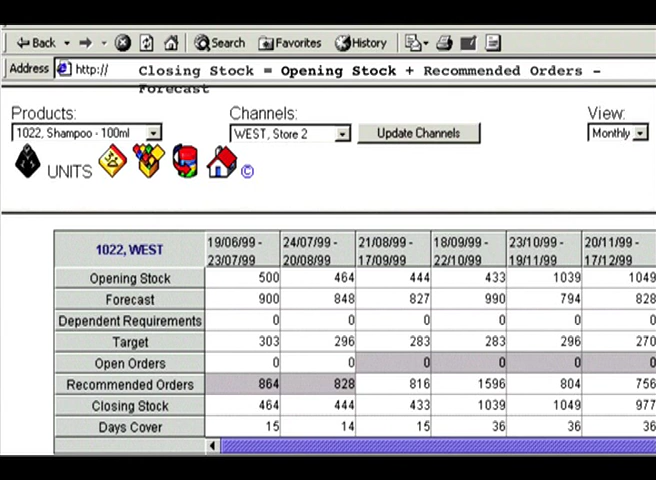 Back Search Favorites History
Address http:// Closing Stock = Opening Stock + Recommended Orders -
Forecast
Products: Channels: View:
1022, Shampoo - 100ml WEST, Store 2 Update Channels Monthly
UNITS ©
1022, WEST 19/06/99 - 23/07/99 24/07/99 - 20/08/99 21/08/99 - 17/09/99 18/09/99 - 22/10/99 23/10/99 - 19/11/99 20/11/99 - 17/12/99
Opening Stock 500 464 444 433 1039 1049
Forecast 900 848 827 990 794 828
Dependent Requirements 0 0 0 0 0 0
Target 303 296 283 283 296 270
Open Orders 0 0 0 0 0 0
Recommended Orders 864 828 816 1596 804 756
Closing Stock 464 444 433 1039 1049 977
Days Cover 15 14 15 36 36 36